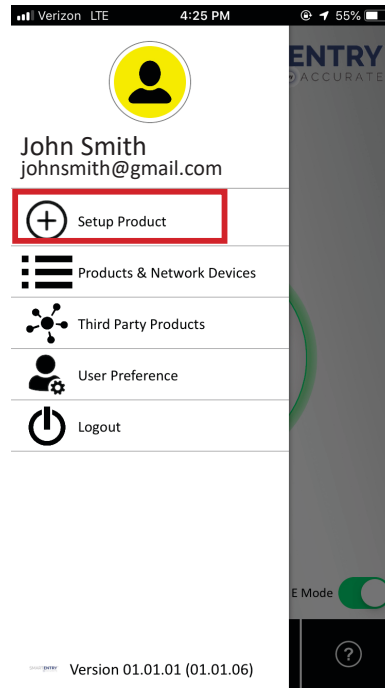 Verizon LTE 4:25 PM 55%
ENTRY
ACCURATE
John Smith
johnsmith@gmail.com
Setup Product
Products & Network Devices
Third Party Products
User Preference
Logout
E Mode
?
Version 01.01.01 (01.01.06)